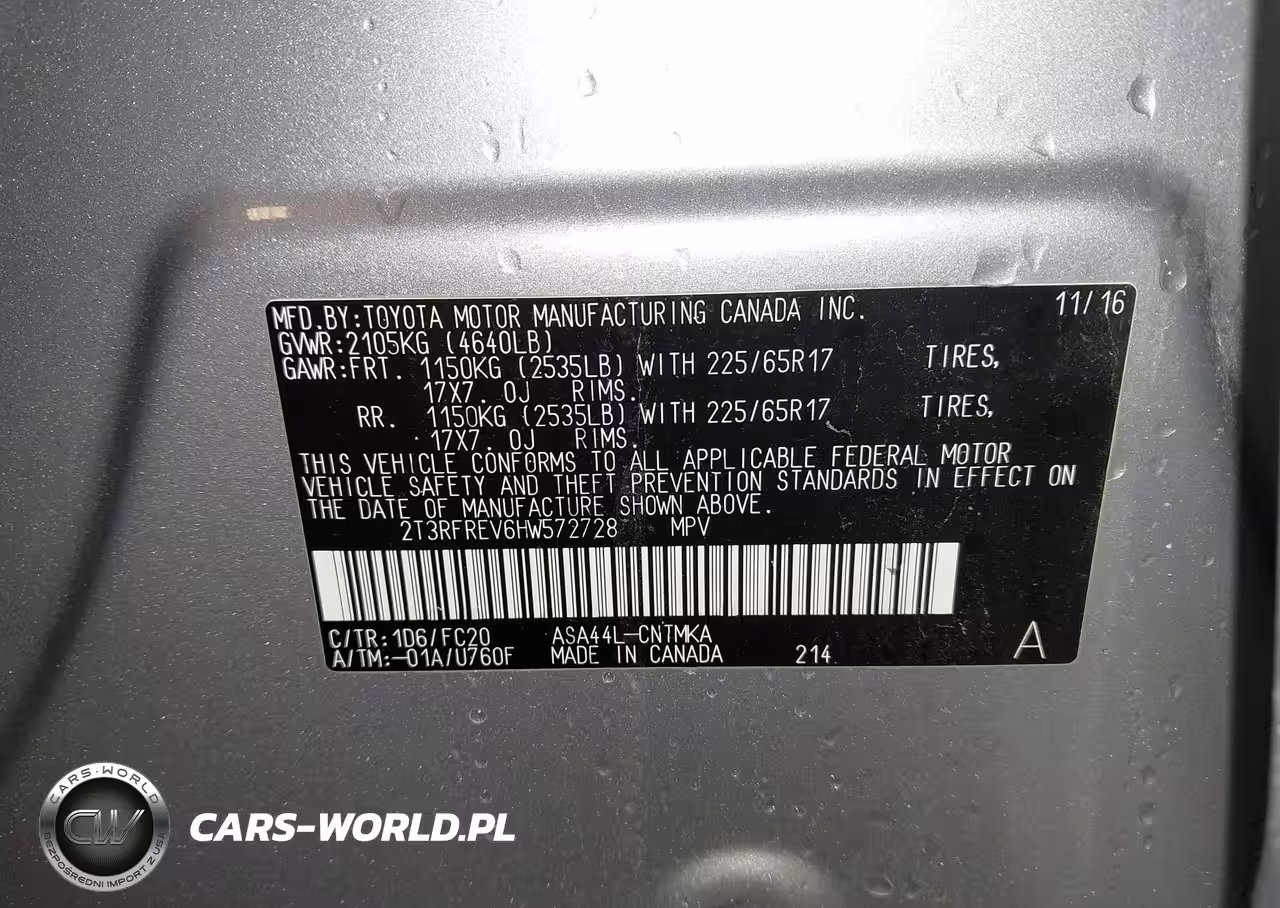 MFD.BY:TOYOTA MOTOR MANUFACTURING CANADA INC. 11/16
GVWR:2105KG (4640LB)
GAWR:FRT. 1150KG (2535LB) WITH 225/65R17 TIRES,
17X7.0J RIMS.
RR. 1150KG (2535LB) WITH 225/65R17 TIRES,
17X7.0J RIMS.
THIS VEHICLE CONFORMS TO ALL APPLICABLE FEDERAL MOTOR
VEHICLE SAFETY AND THEFT PREVENTION STANDARDS IN EFFECT ON
THE DATE OF MANUFACTURE SHOWN ABOVE.
2T3RFREV6HW572728 MPV
C/TR:1D6/FC20 ASA44L-CNTMKA
A/TM:-01A/U760F MADE IN CANADA 214 A
CARS-WORLD
CW
BEZPOŚREDNI IMPORT Z USA
CARS-WORLD.PL